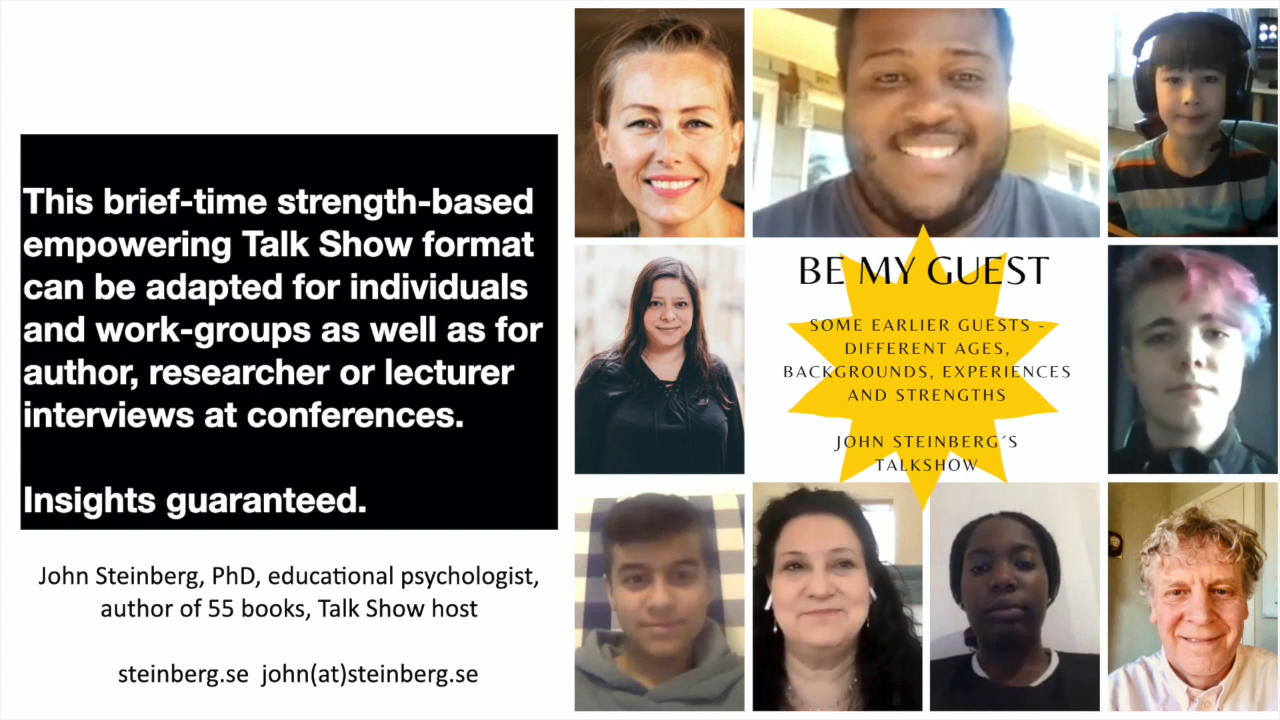 This brief-time strength-based
empowering Talk Show format
can be adapted for individuals
and work-groups as well as for
author, researcher or lecturer
interviews at conferences.
Insights guaranteed.
John Steinberg, PhD, educational psychologist,
author of 55 books, Talk Show host
steinberg.se john(at)steinberg.se
BE MY GUEST
SOME EARLIER GUESTS -
DIFFERENT AGES,
BACKGROUNDS, EXPERIENCES
AND STRENGTHS
JOHN STEINBERG´S
TALKSHOW